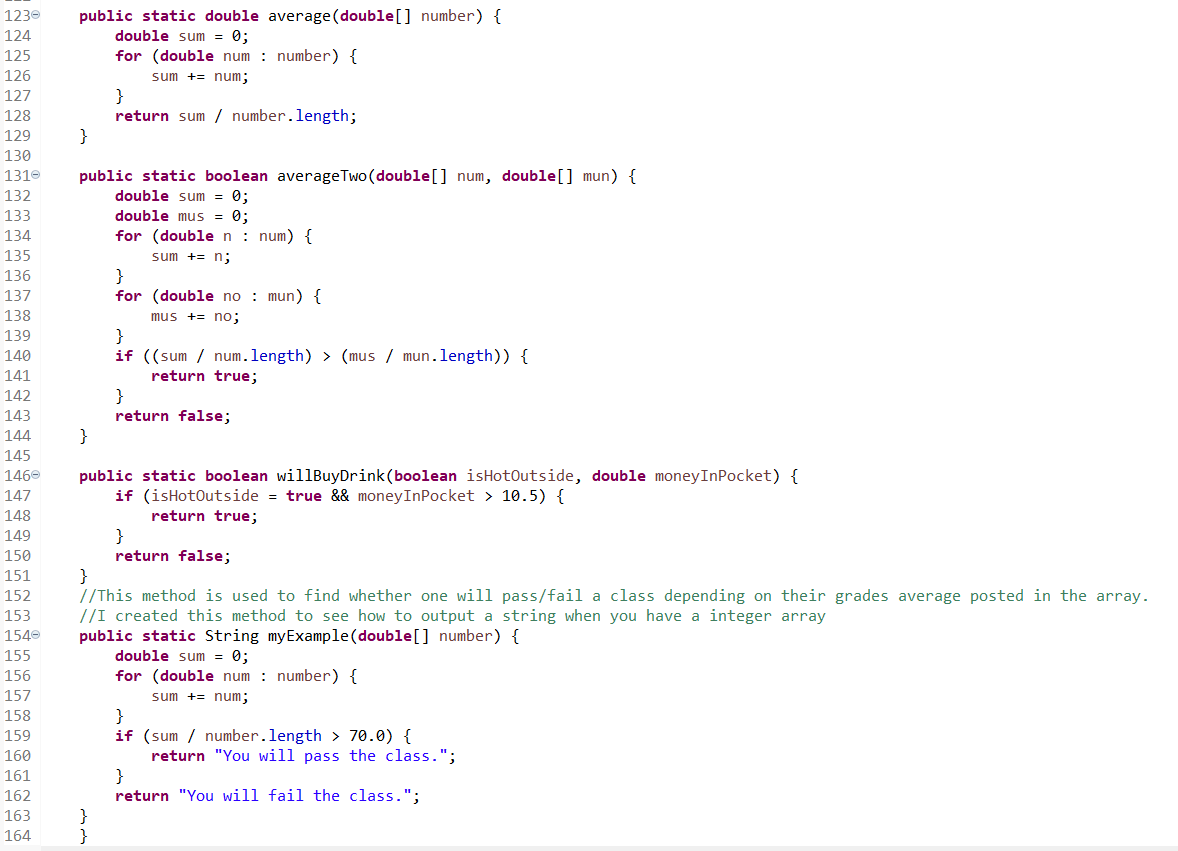 123 public static double average(double[] number) {
124 double sum = 0;
125 for (double num : number) {
126 sum += num;
127 }
128 return sum / number.length;
129 }
130
131 public static boolean averageTwo(double[] num, double[] mun) {
132 double sum = 0;
133 double mus = 0;
134 for (double n : num) {
135 sum += n;
136 }
137 for (double no : mun) {
138 mus += no;
139 }
140 if ((sum / num.length) > (mus / mun.length)) {
141 return true;
142 }
143 return false;
144 }
145
146 public static boolean willBuyDrink(boolean isHotOutside, double moneyInPocket) {
147 if (isHotOutside = true && moneyInPocket > 10.5) {
148 return true;
149 }
150 return false;
151 }
152 //This method is used to find whether one will pass/fail a class depending on their grades average posted in the array.
153 //I created this method to see how to output a string when you have a integer array
154 public static String myExample(double[] number) {
155 double sum = 0;
156 for (double num : number) {
157 sum += num;
158 }
159 if (sum / number.length > 70.0) {
160 return "You will pass the class.";
161 }
162 return "You will fail the class.";
163 }
164 }